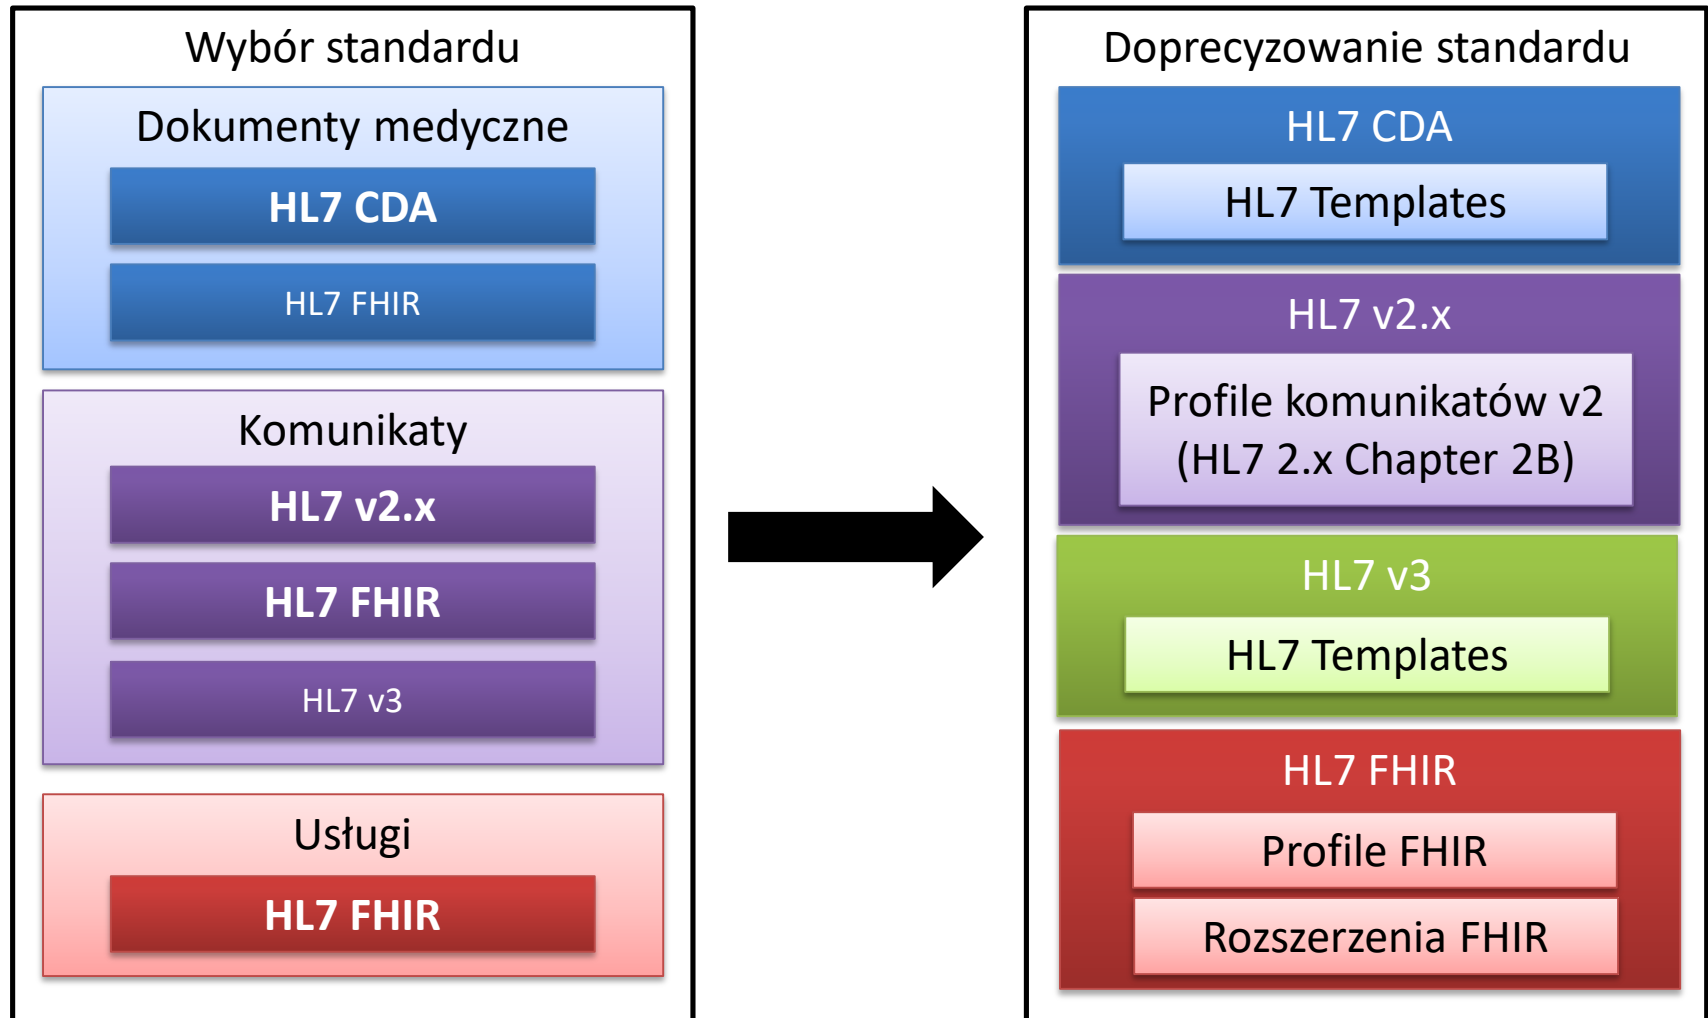 Wybór standardu
Dokumenty medyczne
HL7 CDA
HL7 FHIR
Komunikaty
HL7 v2.x
HL7 FHIR
HL7 v3
Usługi
HL7 FHIR
Doprecyzowanie standardu
HL7 CDA
HL7 Templates
HL7 v2.x
Profile komunikatów v2
(HL7 2.x Chapter 2B)
HL7 v3
HL7 Templates
HL7 FHIR
Profile FHIR
Rozszerzenia FHIR